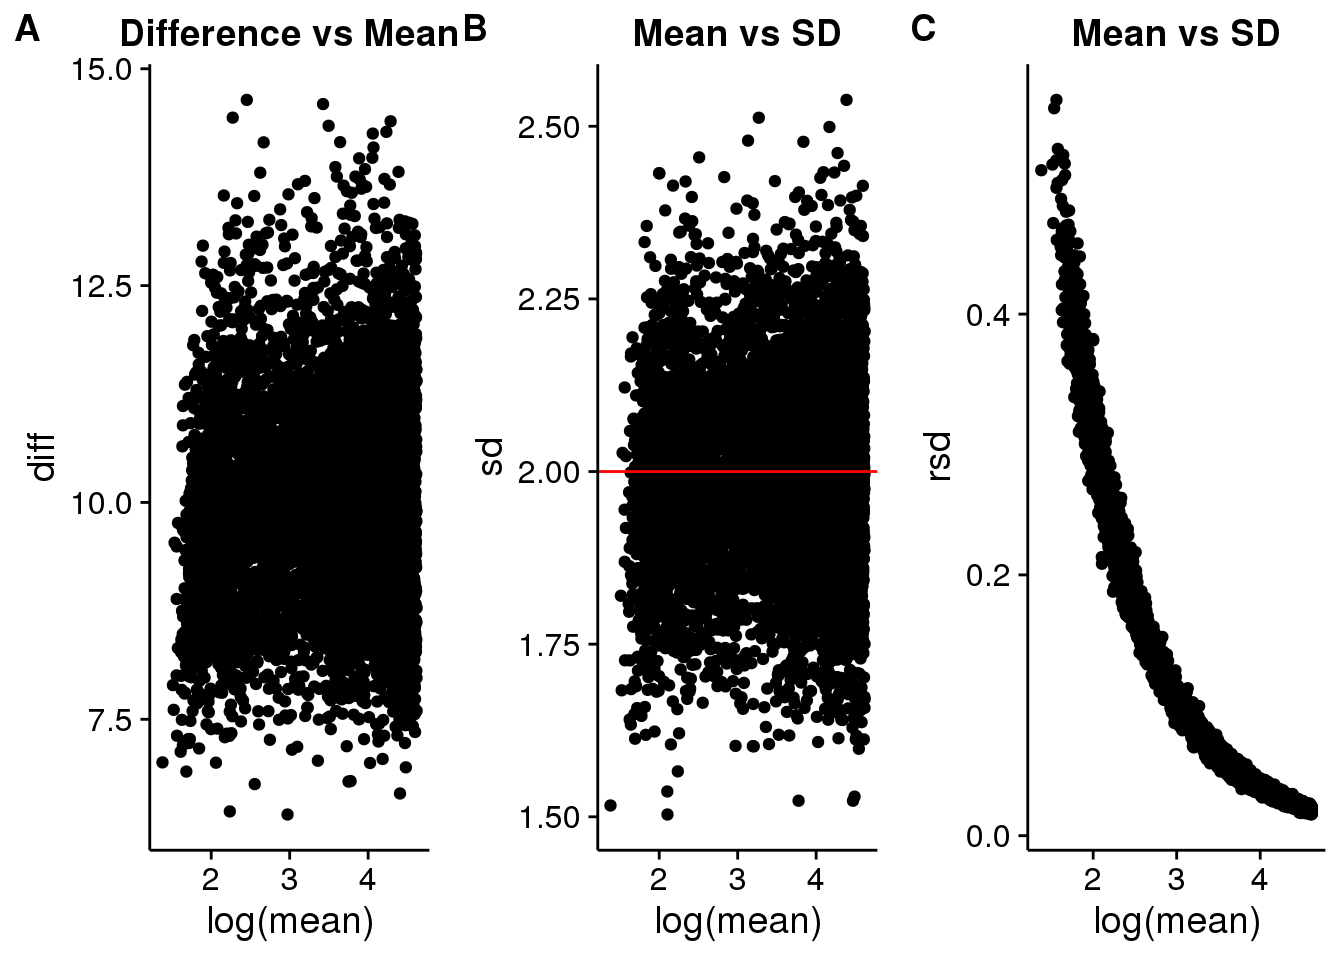 A
Difference vs Mean
15.0
12.5
10.0
7.5
diff
2 3 4
log(mean)
B
Mean vs SD
2.50
2.25
2.00
1.75
1.50
sd
2 3 4
log(mean)
C
Mean vs SD
0.4
0.2
0.0
rsd
2 3 4
log(mean)